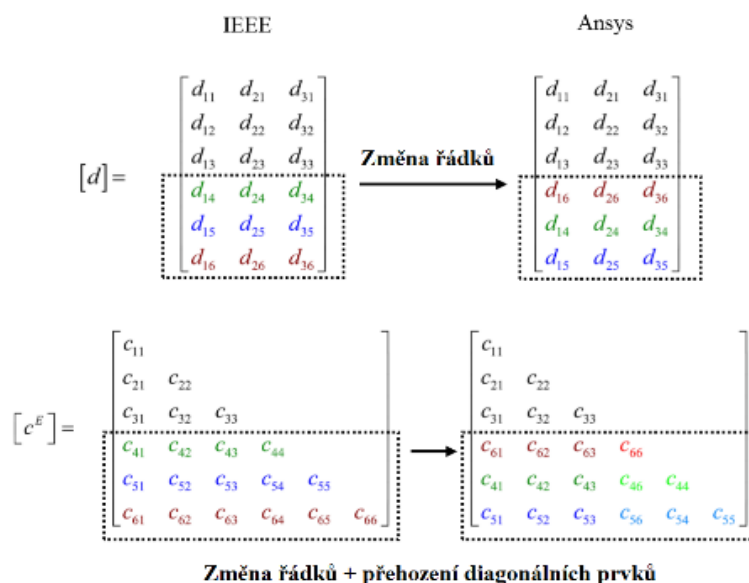 IEEE Ansys
d11 d21 d31 d11 d21 d31
d12 d22 d32 d12 d22 d32
d13 d23 d33 Změna řádků d13 d23 d33
[d]=
d14 d24 d34 d16 d26 d36
d15 d25 d35 d14 d24 d34
d16 d26 d36 d15 d25 d35
c11 c11
c21 c22 c21 c22
c31 c32 c33 c31 c32 c33
[c^E]=
c41 c42 c43 c44 c61 c62 c63 c66
c51 c52 c53 c54 c55 c41 c42 c43 c46 c44
c61 c62 c63 c64 c65 c66 c51 c52 c53 c56 c54 c55
Změna řádků + přehození diagonálních prvků